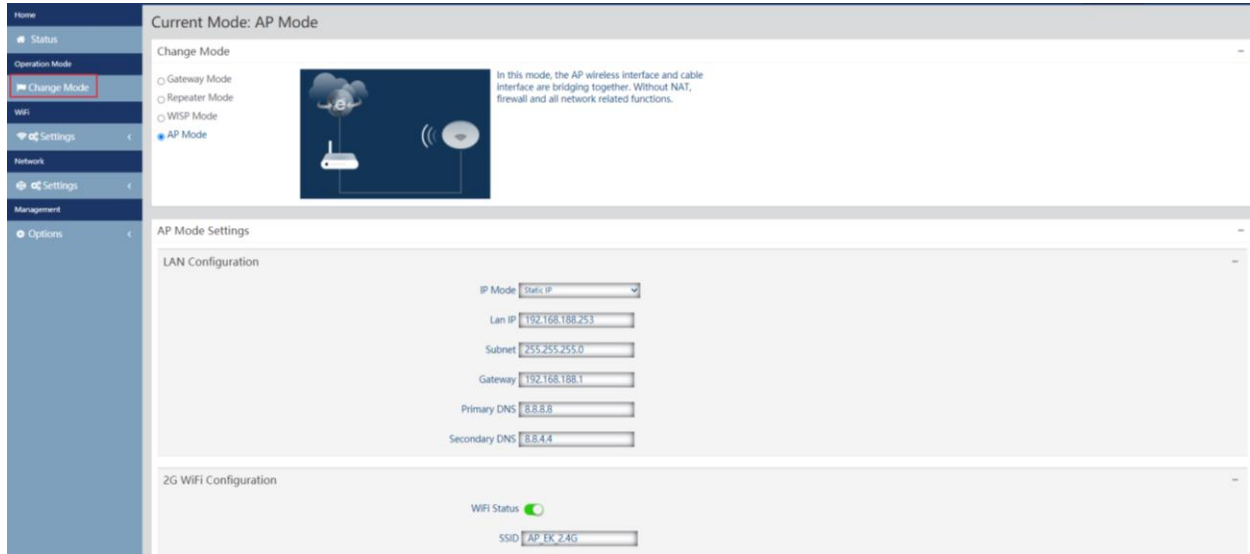 Home
Status
Operation Mode
Change Mode
WiFi
Settings
Network
Settings
Management
Options
Current Mode: AP Mode
Change Mode
Gateway Mode
Repeater Mode
WISP Mode
AP Mode
In this mode, the AP wireless interface and cable
interface are bridging together. Without NAT,
firewall and all network related functions.
AP Mode Settings
LAN Configuration
IP Mode Static IP
Lan IP 192.168.188.253
Subnet 255.255.255.0
Gateway 192.168.188.1
Primary DNS 8.8.8.8
Secondary DNS 8.8.4.4
2G WiFi Configuration
WiFi Status
SSID AP_EK_2.4G